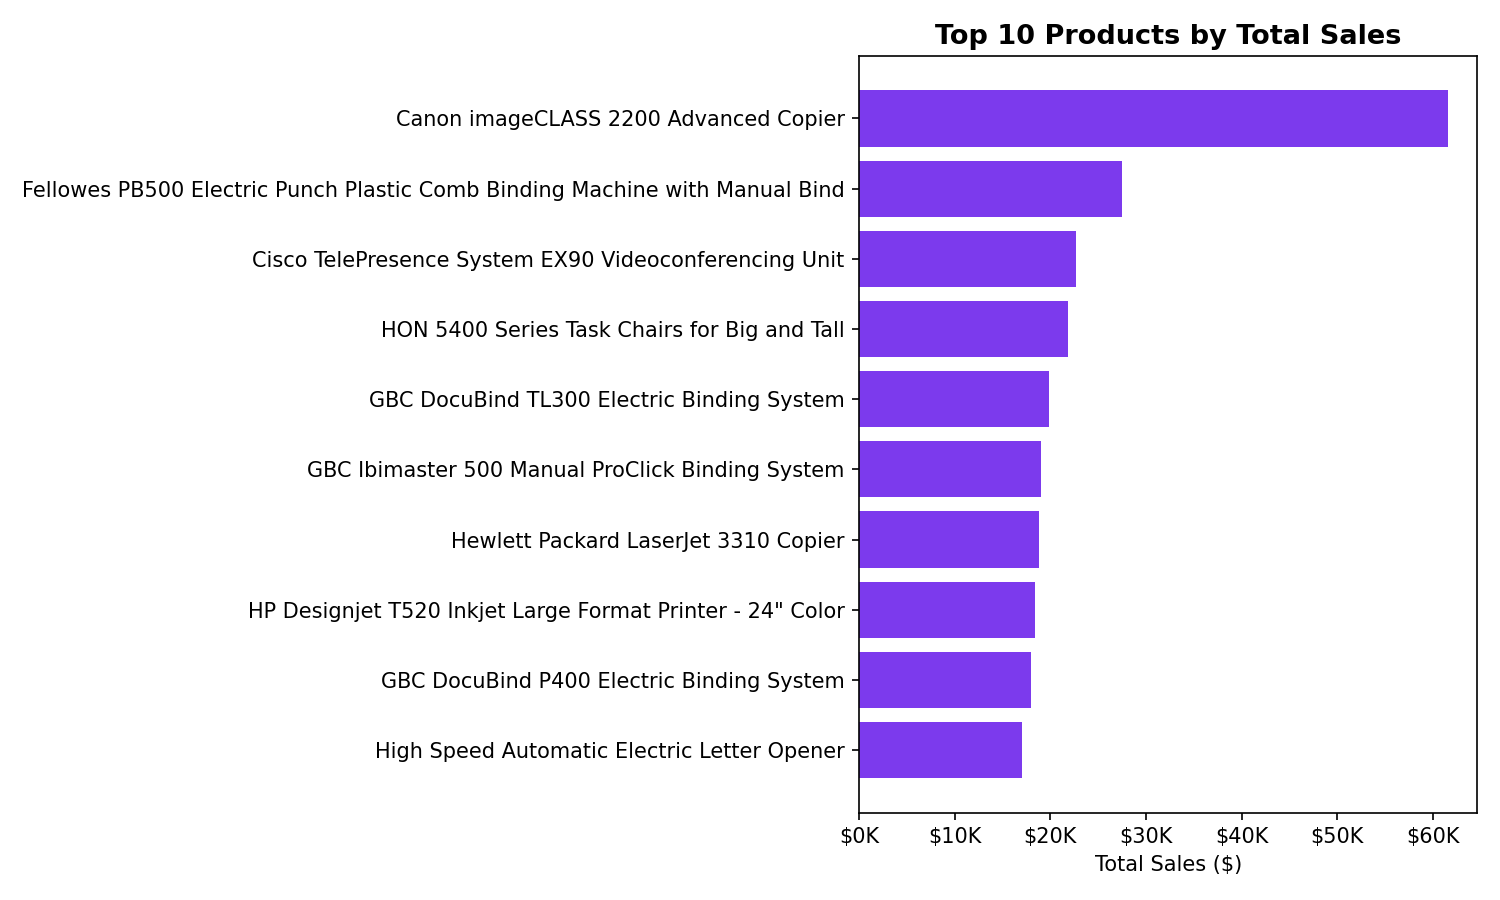 Top 10 Products by Total Sales
Canon imageCLASS 2200 Advanced Copier
Fellowes PB500 Electric Punch Plastic Comb Binding Machine with Manual Bind
Cisco TelePresence System EX90 Videoconferencing Unit
HON 5400 Series Task Chairs for Big and Tall
GBC DocuBind TL300 Electric Binding System
GBC Ibimaster 500 Manual ProClick Binding System
Hewlett Packard LaserJet 3310 Copier
HP Designjet T520 Inkjet Large Format Printer - 24" Color
GBC DocuBind P400 Electric Binding System
High Speed Automatic Electric Letter Opener
$0K $10K $20K $30K $40K $50K $60K
Total Sales ($)